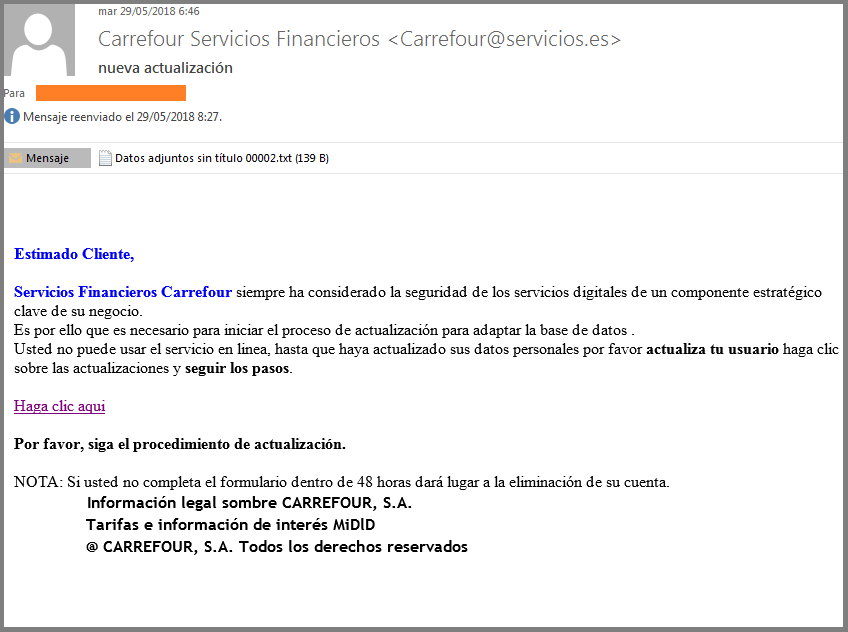 mar 29/05/2018 6:46
Carrefour Servicios Financieros <Carrefour@servicios.es>
nueva actualización
Para
Mensaje reenviado el 29/05/2018 8:27.
Mensaje
Datos adjuntos sin título 00002.txt (139 B)
Estimado Cliente,
Servicios Financieros Carrefour siempre ha considerado la seguridad de los servicios digitales de un componente estratégico
clave de su negocio.
Es por ello que es necesario para iniciar el proceso de actualización para adaptar la base de datos .
Usted no puede usar el servicio en linea, hasta que haya actualizado sus datos personales por favor actualiza tu usuario haga clic
sobre las actualizaciones y seguir los pasos.
Haga clic aqui
Por favor, siga el procedimiento de actualización.
NOTA: Si usted no completa el formulario dentro de 48 horas dará lugar a la eliminación de su cuenta.
Información legal sombre CARREFOUR, S.A.
Tarifas e información de interés MiDlD
@ CARREFOUR, S.A. Todos los derechos reservados